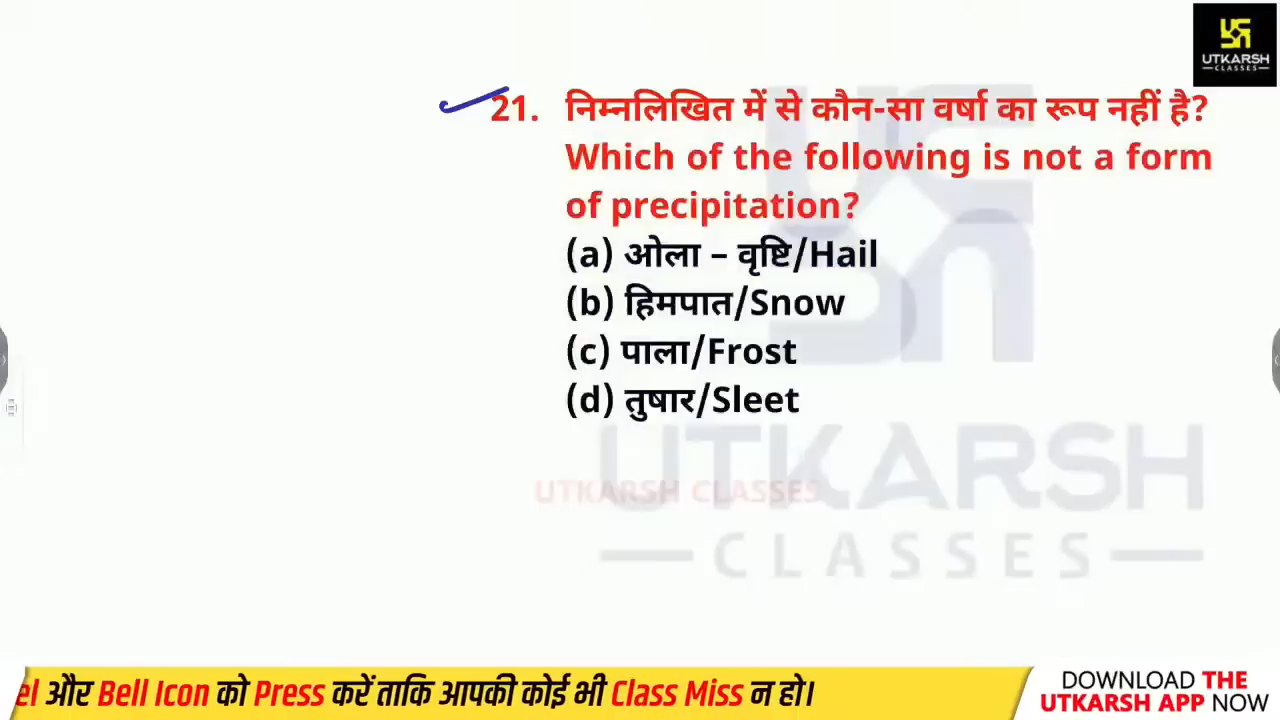 UTKARSH
CLASSES
21. निम्नलिखित में से कौन-सा वर्षा का रूप नहीं है?
Which of the following is not a form
of precipitation?
(a) ओला – वृष्टि/Hail
(b) हिमपात/Snow
(c) पाला/Frost
(d) तुषार/Sleet
UTKARSH CLASSES
UTKARSH
CLASSES
और Bell Icon को Press करें ताकि आपकी कोई भी Class Miss न हो।
DOWNLOAD THE
UTKARSH APP NOW